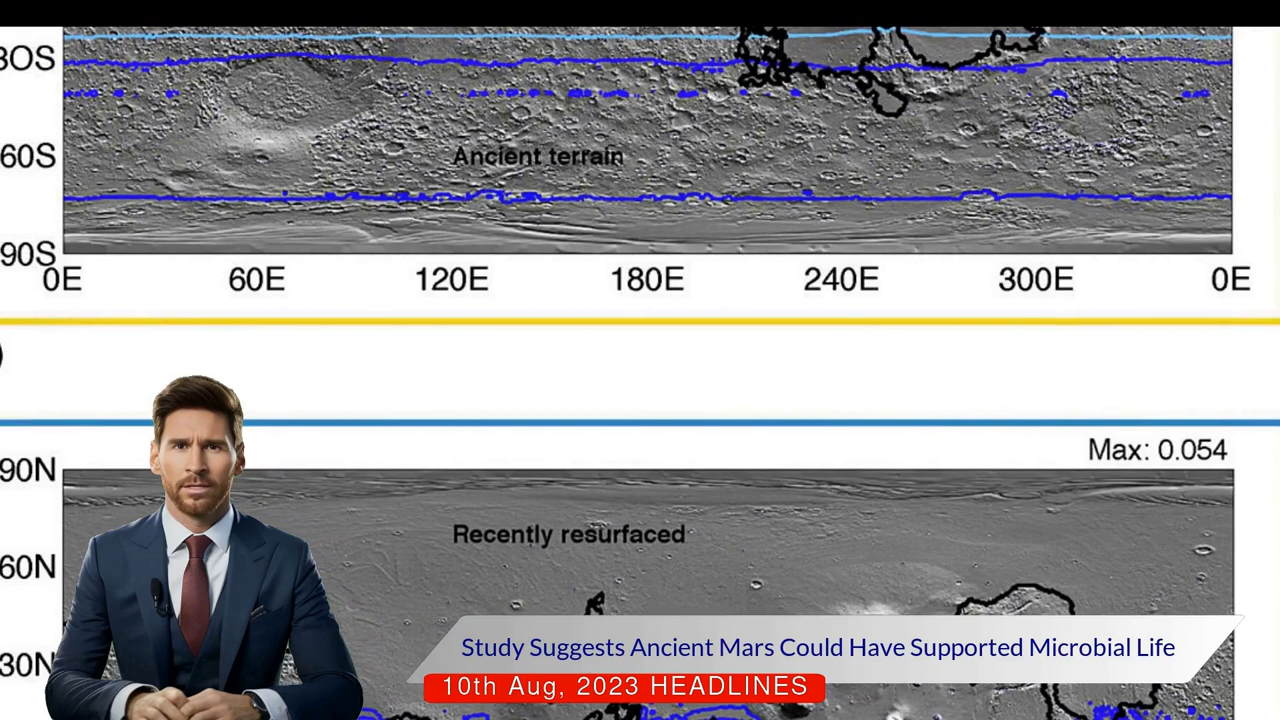 30S
60S
Ancient terrain
90S
0E 60E 120E 180E 240E 300E 0E
Max: 0.054
90N
Recently resurfaced
60N
Study Suggests Ancient Mars Could Have Supported Microbial Life
30N
10th Aug, 2023 HEADLINES